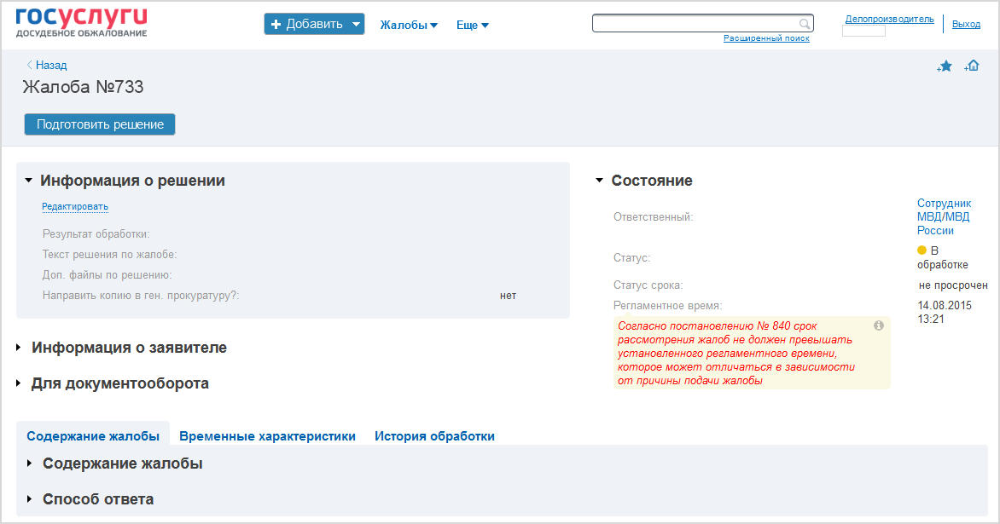 госуслуги
ДОСУДЕБНОЕ ОБЖАЛОВАНИЕ
Добавить
Жалобы
Еще
Расширенный поиск
Делопроизводитель
Выход
Назад
Жалоба №733
Подготовить решение
Информация о решении
Редактировать
Результат обработки:
Текст решения по жалобе:
Доп. файлы по решению:
Направить копию в ген. прокуратуру?: нет
Информация о заявителе
Для документооборота
Состояние
Ответственный:
Сотрудник
МВД/МВД
России
Статус:
В
обработке
Статус срока: не просрочен
Регламентное время: 14.08.2015
13:21
Согласно постановлению № 840 срок
рассмотрения жалоб не должен превышать
установленного регламентного времени,
которое может отличаться в зависимости
от причины подачи жалобы
Содержание жалобы
Временные характеристики
История обработки
Содержание жалобы
Способ ответа